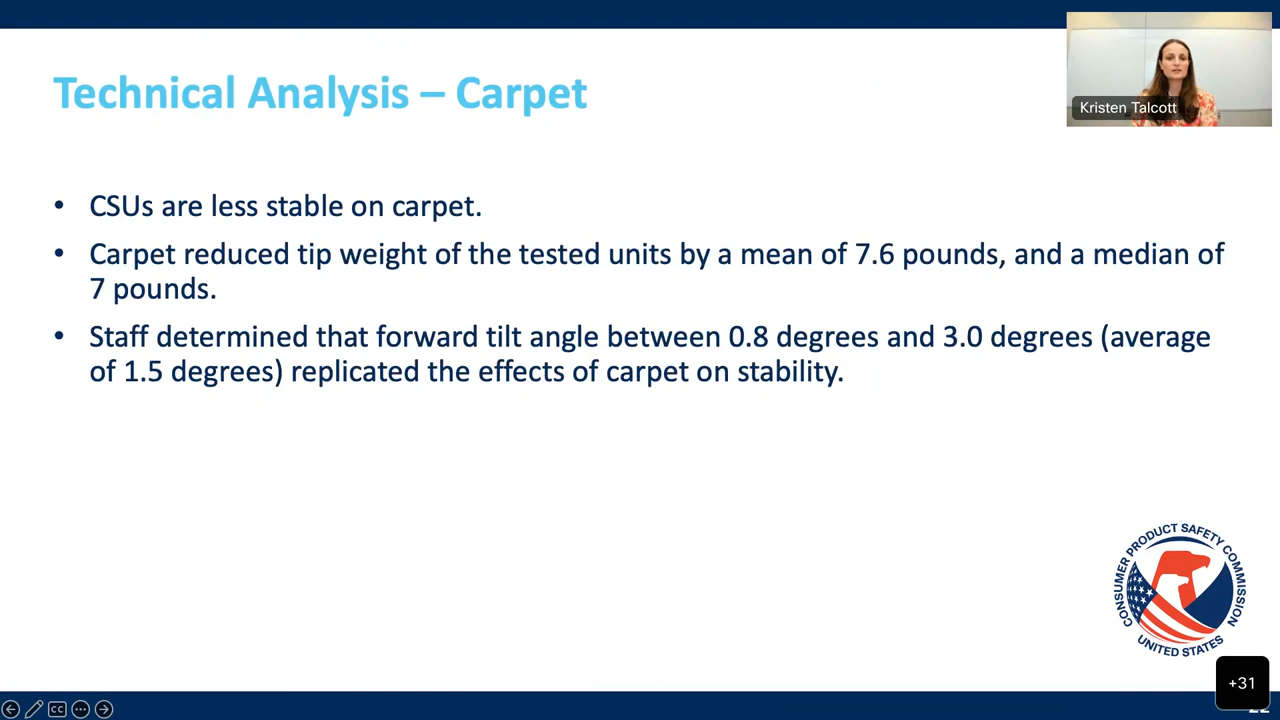 Technical Analysis – Carpet
Kristen Talcott
• CSUs are less stable on carpet.
• Carpet reduced tip weight of the tested units by a mean of 7.6 pounds, and a median of
7 pounds.
• Staff determined that forward tilt angle between 0.8 degrees and 3.0 degrees (average
of 1.5 degrees) replicated the effects of carpet on stability.
CONSUMER PRODUCT SAFETY COMMISSION
UNITED STATES
+31
CC